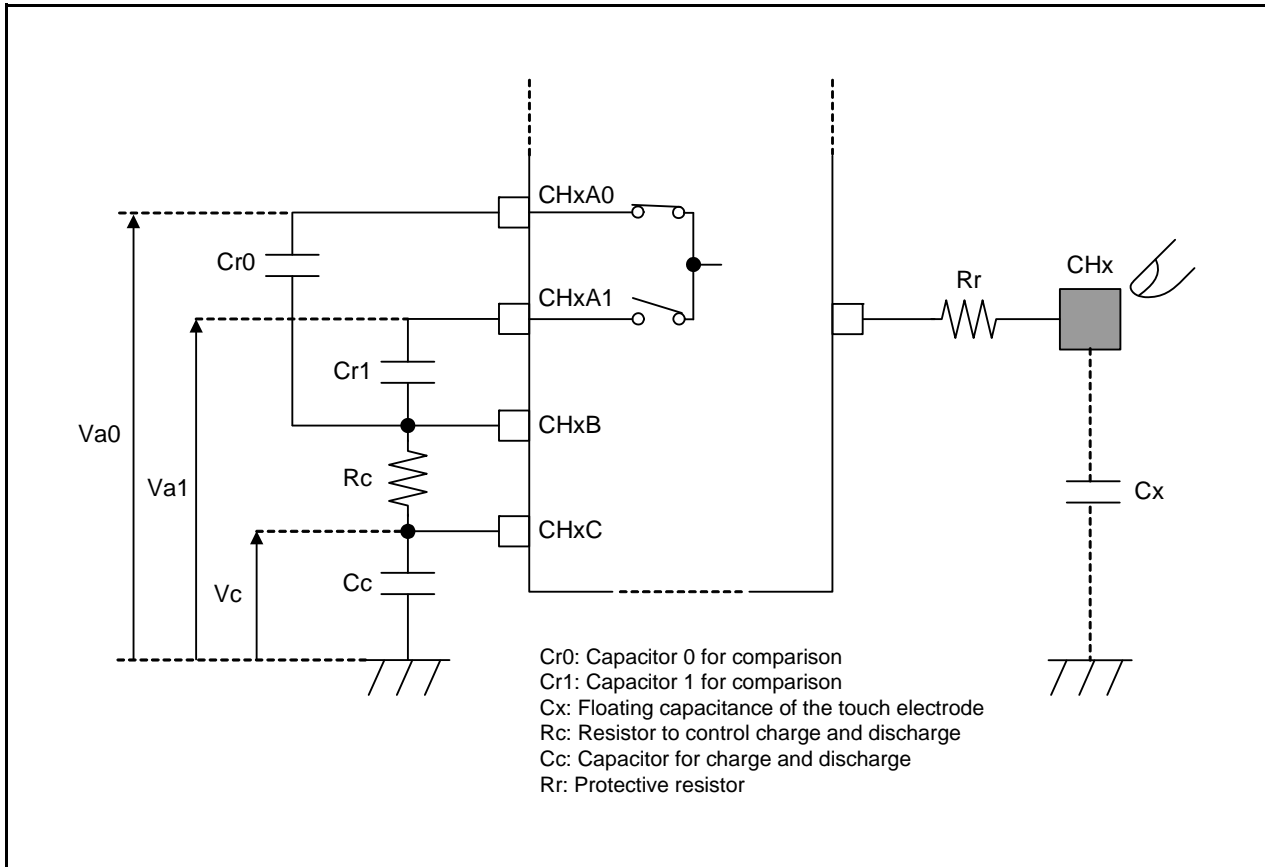 CHxA0
Cr0
CHxA1
Rr
CHx
Cr1
CHxB
Va0
Va1
Rc
Cx
CHxC
Cc
Vc
Cr0: Capacitor 0 for comparison
Cr1: Capacitor 1 for comparison
Cx: Floating capacitance of the touch electrode
Rc: Resistor to control charge and discharge
Cc: Capacitor for charge and discharge
Rr: Protective resistor